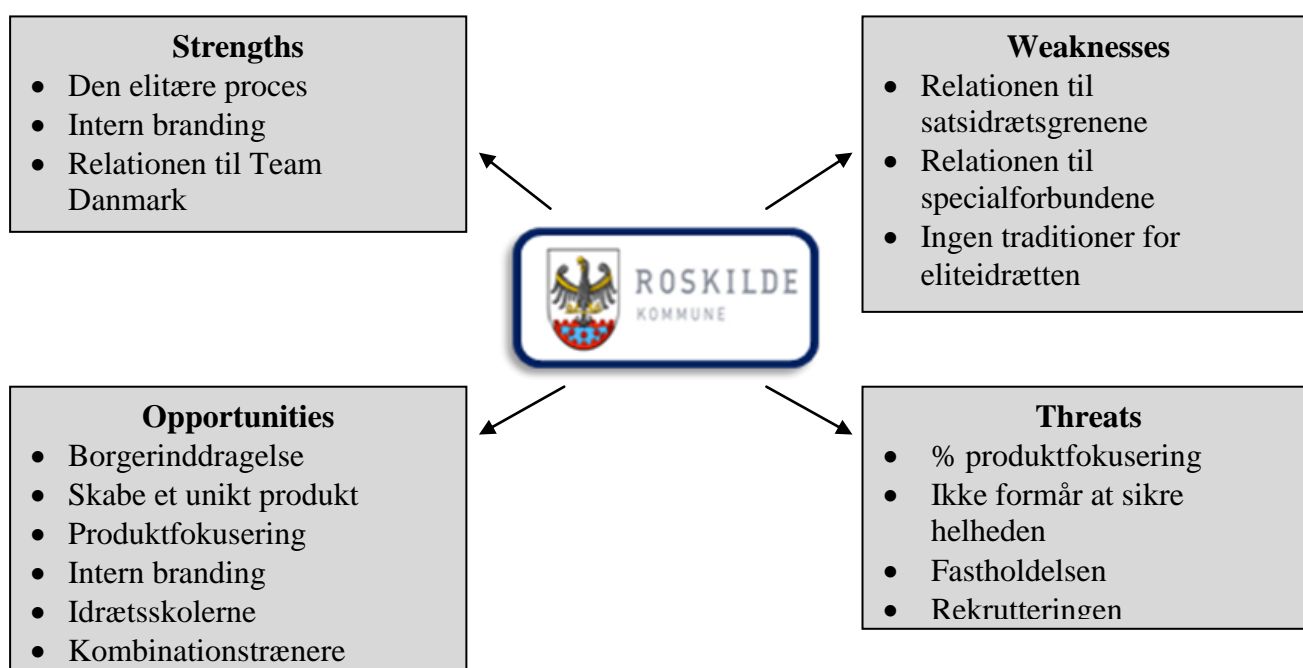 Strengths
• Den elitære proces
• Intern branding
• Relationen til Team
Danmark
Weaknesses
• Relationen til
satsidrætsgrenene
• Relationen til
specialforbundene
• Ingen traditioner for
eliteidrætten
ROSKILDE
KOMMUNE
Opportunities
• Borgerinddragelse
• Skabe et unikt produkt
• Produktfokusering
• Intern branding
• Idrætsskolerne
• Kombinationstrænere
Threats
• % produktfokusering
• Ikke formår at sikre
helheden
• Fastholdelsen
• Rekrutteringen